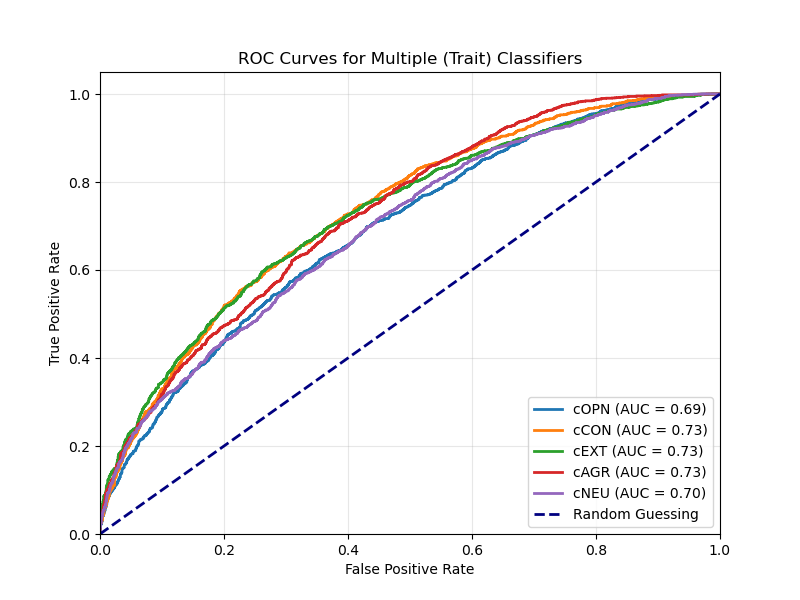 ROC Curves for Multiple (Trait) Classifiers
True Positive Rate
1.0
0.8
0.6
0.4
0.2
0.0
cOPN (AUC = 0.69)
cCON (AUC = 0.73)
cEXT (AUC = 0.73)
cAGR (AUC = 0.73)
cNEU (AUC = 0.70)
Random Guessing
0.0 0.2 0.4 0.6 0.8 1.0
False Positive Rate